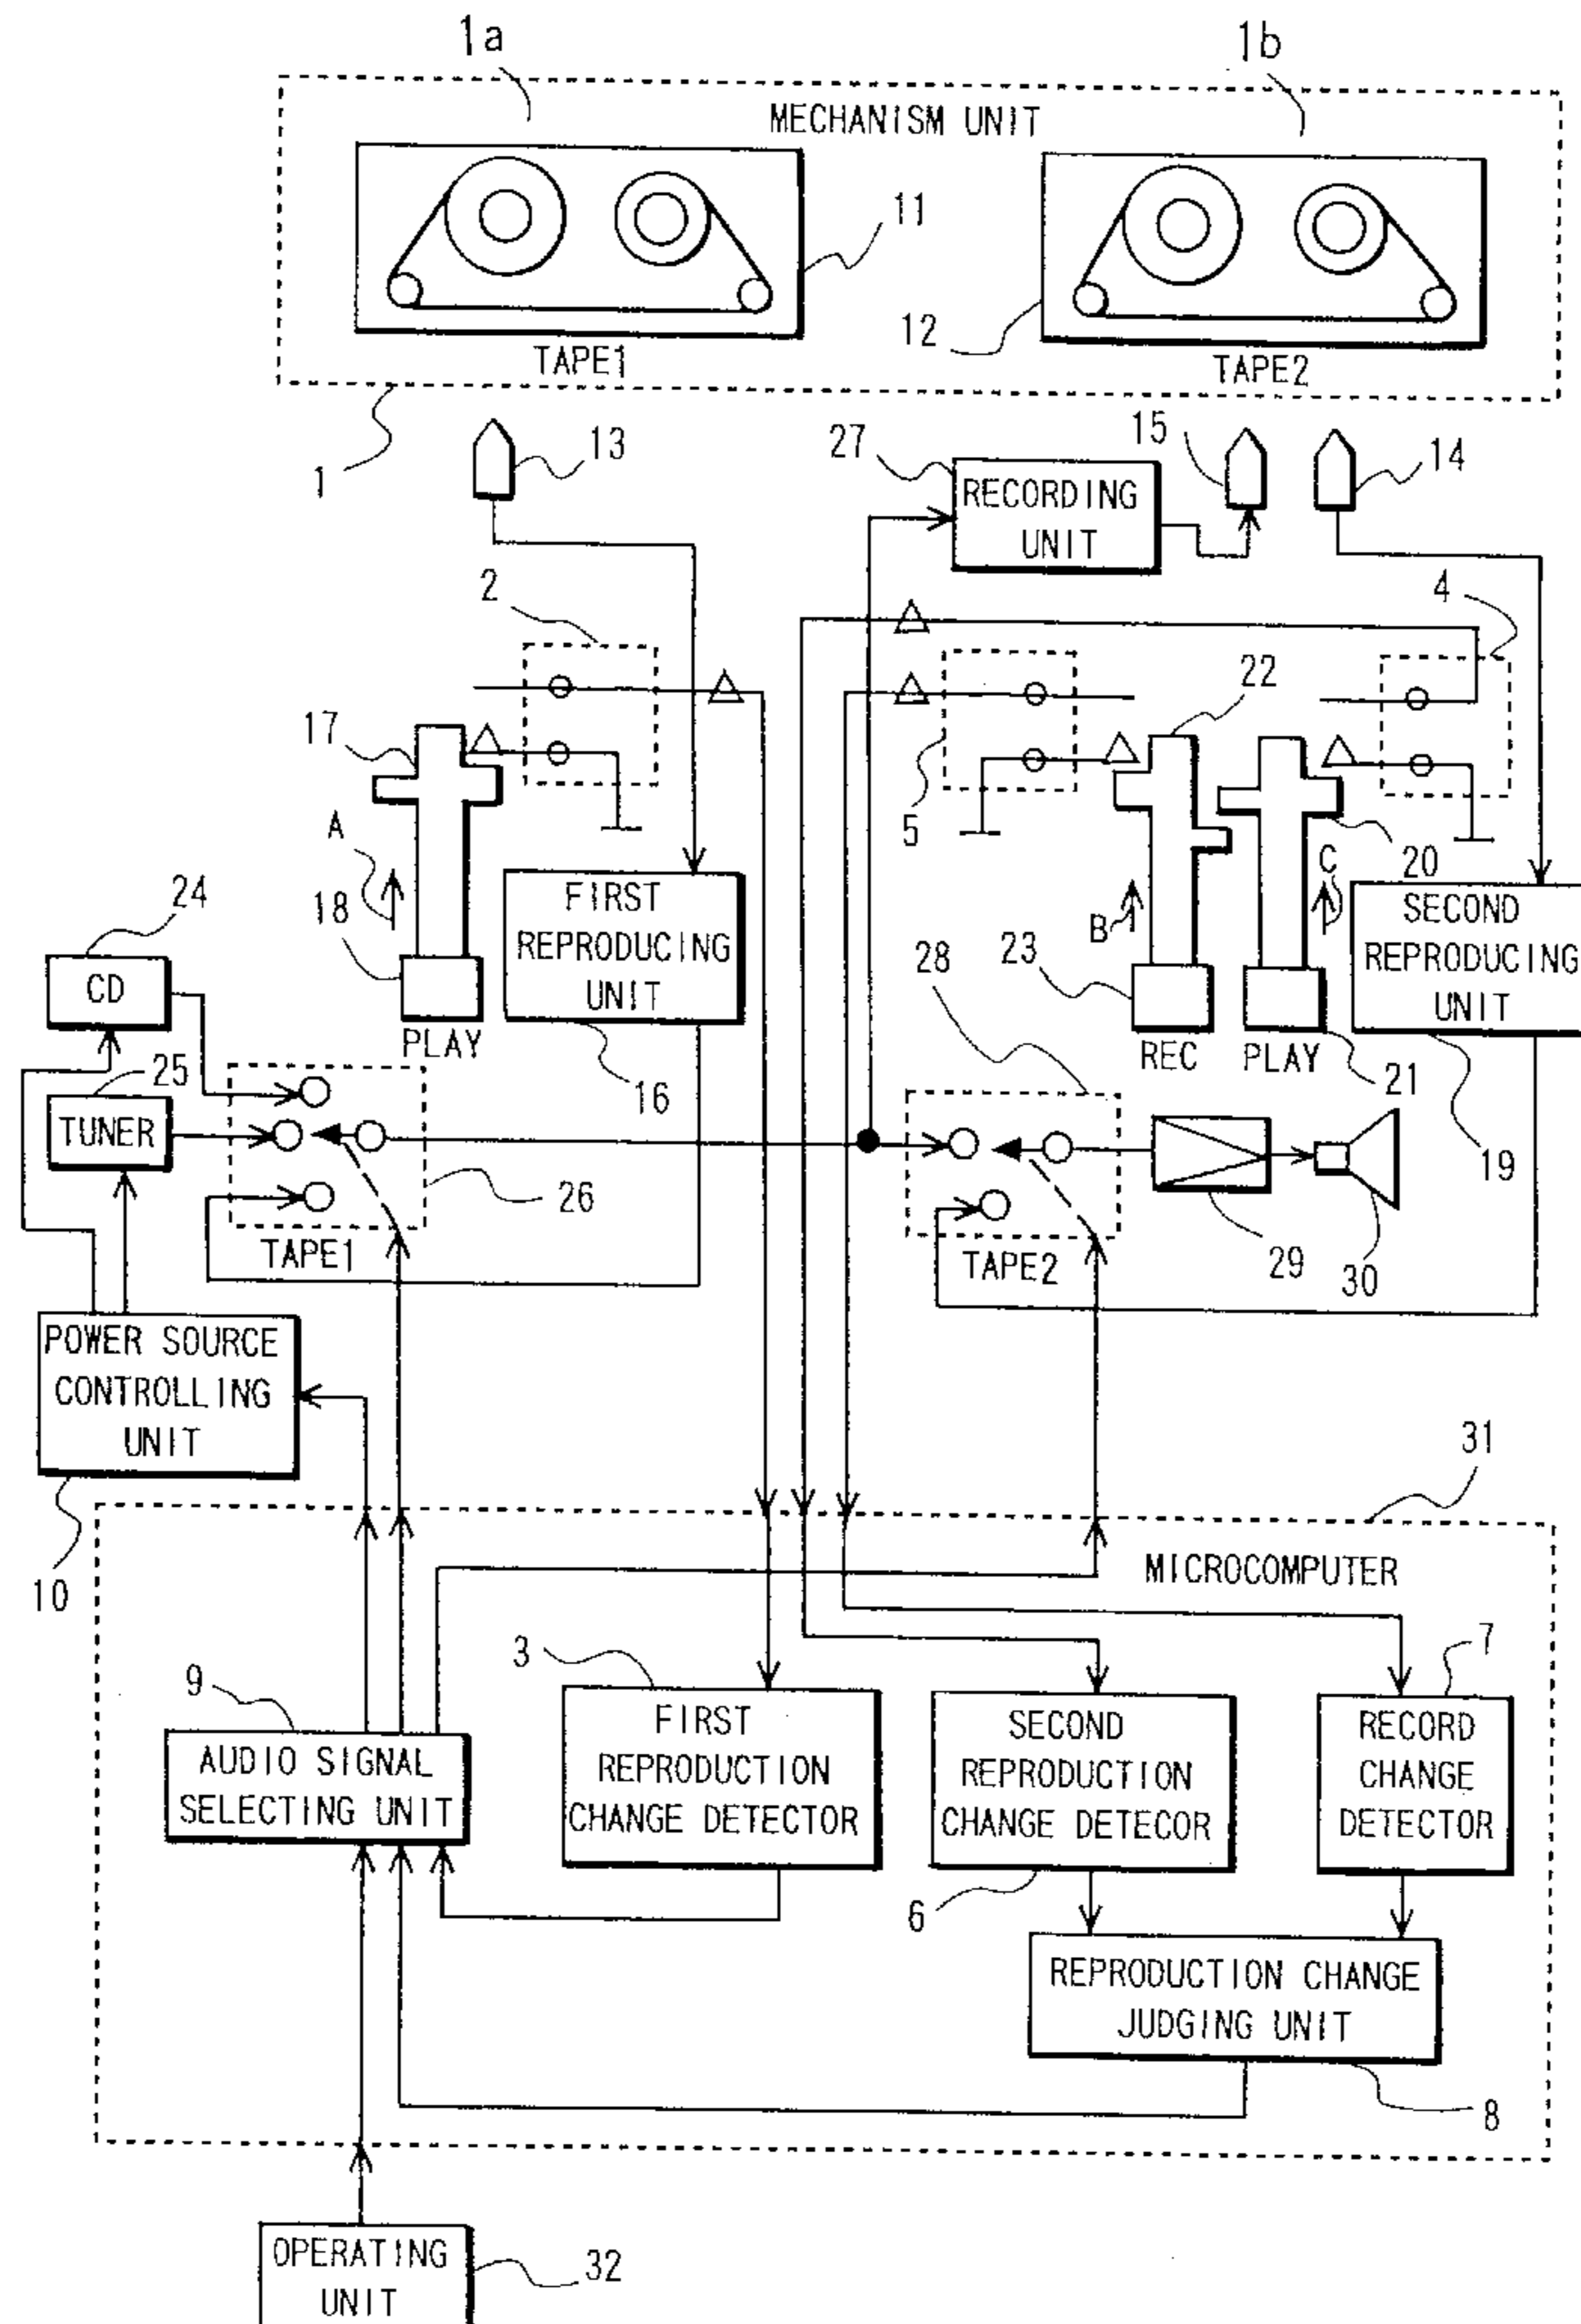 1a
1b
MECHANISM UNIT
11
12
TAPE1
TAPE2
1
13
27
15
14
RECORDING
UNIT
2
4
17
22
5
A
18
20
C
B
FIRST
REPRODUCING
UNIT
SECOND
REPRODUCING
UNIT
24
CD
23
28
PLAY
REC
PLAY
25
16
21
TUNER
19
26
TAPE1
TAPE2
29
30
POWER SOURCE
CONTROLLING
UNIT
31
10
MICROCOMPUTER
3
7
9
FIRST
REPRODUCTION
CHANGE DETECTOR
SECOND
REPRODUCTION
CHANGE DETECOR
RECORD
CHANGE
DETECTOR
AUDIO SIGNAL
SELECTING UNIT
6
REPRODUCTION CHANGE
JUDGING UNIT
8
OPERATING
UNIT
32